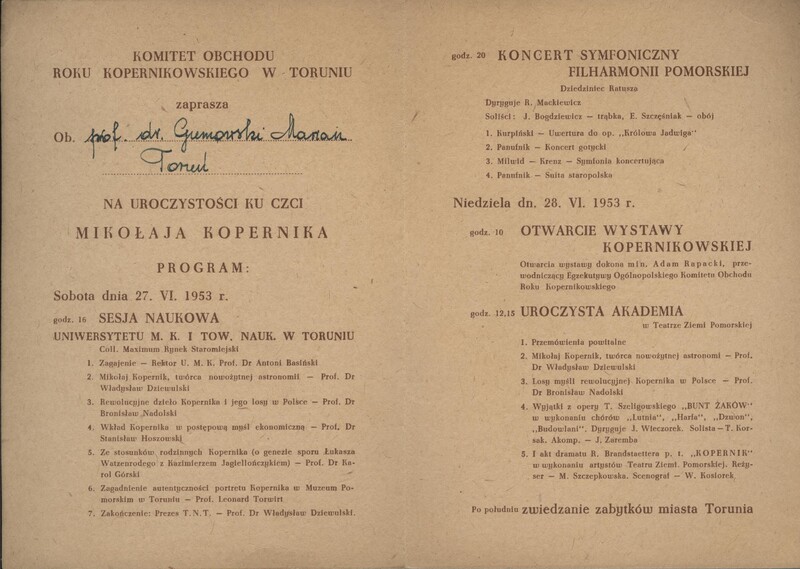 KOMITET OBCHODU
ROKU KOPERNIKOWSKIEGO W TORUNIU
zaprasza
Ob. prof. dr. Gumowski Marian
Toruń
NA UROCZYSTOŚCI KU CZCI
MIKOŁAJA KOPERNIKA
PROGRAM:
Sobota dnia 27. VI. 1953 r.
godz. 16 SESJA NAUKOWA
UNIWERSYTETU M. K. I TOW. NAUK. W TORUNIU
Coll. Maximum Rynek Staromiejski
1. Zagajenie — Rektor U. M. K. Prof. Dr Antoni Basiński
2. Mikołaj Kopernik, twórca nowożytnej astronomii — Prof. Dr
Władysław Dziewulski
3. Rewolucyjne dzieło Kopernika i jego losy w Polsce — Prof. Dr
Bronisław Nadolski
4. Wkład Kopernika w postępową myśl ekonomiczną — Prof. Dr
Stanisław Hoszowski
5. Ze stosunków rodzinnych Kopernika (o genezie sporu Łukasza
Watzenrodego z Kazimierzem Jagiellończykiem) — Prof. Dr Ka-
rol Górski
6. Zagadnienie autentyczności portretu Kopernika w Muzeum Po-
morskim w Toruniu — Prof. Leonard Torwirt
7. Zakończenie: Prezes T. N. T. — Prof. Dr Władysław Dziewulski.
godz. 20 KONCERT SYMFONICZNY
FILHARMONII POMORSKIEJ
Dziedziniec Ratusza
Dyryguje R. Mackiewicz
Soliści: J. Bogdziewicz — trąbka, E. Szczęśniak — obój
1. Kurpiński — Uwertura do op. „Królowa Jadwiga"
2. Panufnik — Koncert gotycki
3. Milwid — Krenz — Symfonia koncertująca
4. Panufnik — Suita staropolska
Niedziela dn. 28. VI. 1953 r.
godz. 10 OTWARCIE WYSTAWY
KOPERNIKOWSKIEJ
Otwarcia wystawy dokona min. Adam Rapacki, prze-
wodniczący Egzekutywy Ogólnopolskiego Komitetu Obchodu
Roku Kopernikowskiego
godz. 12,15 UROCZYSTA AKADEMIA
w Teatrze Ziemi Pomorskiej
1. Przemówienia powitalne
2. Mikołaj Kopernik, twórca nowożytnej astronomi — Prof.
Dr Władysław Dziewulski
3. Losy myśli rewolucyjnej Kopernika w Polsce — Prof.
Dr Bronisław Nadolski
4. Wyjątki z opery T. Szeligowskiego „BUNT ŻAKÓW"
w wykonaniu chórów „Lutnia", „Harfa", „Dzwon",
„Budowlani". Dyryguje J. Wieczorek. Solista — T. Kor-
sak. Akomp. — J. Zaremba
5. I akt dramatu R. Brandstaettera p. t. „KOPERNIK"
w wykonaniu artystów Teatru Ziemi Pomorskiej. Reży-
ser — M. Szczepkowska. Scenograf — W. Kosiorek
Po południu zwiedzanie zabytków miasta Torunia